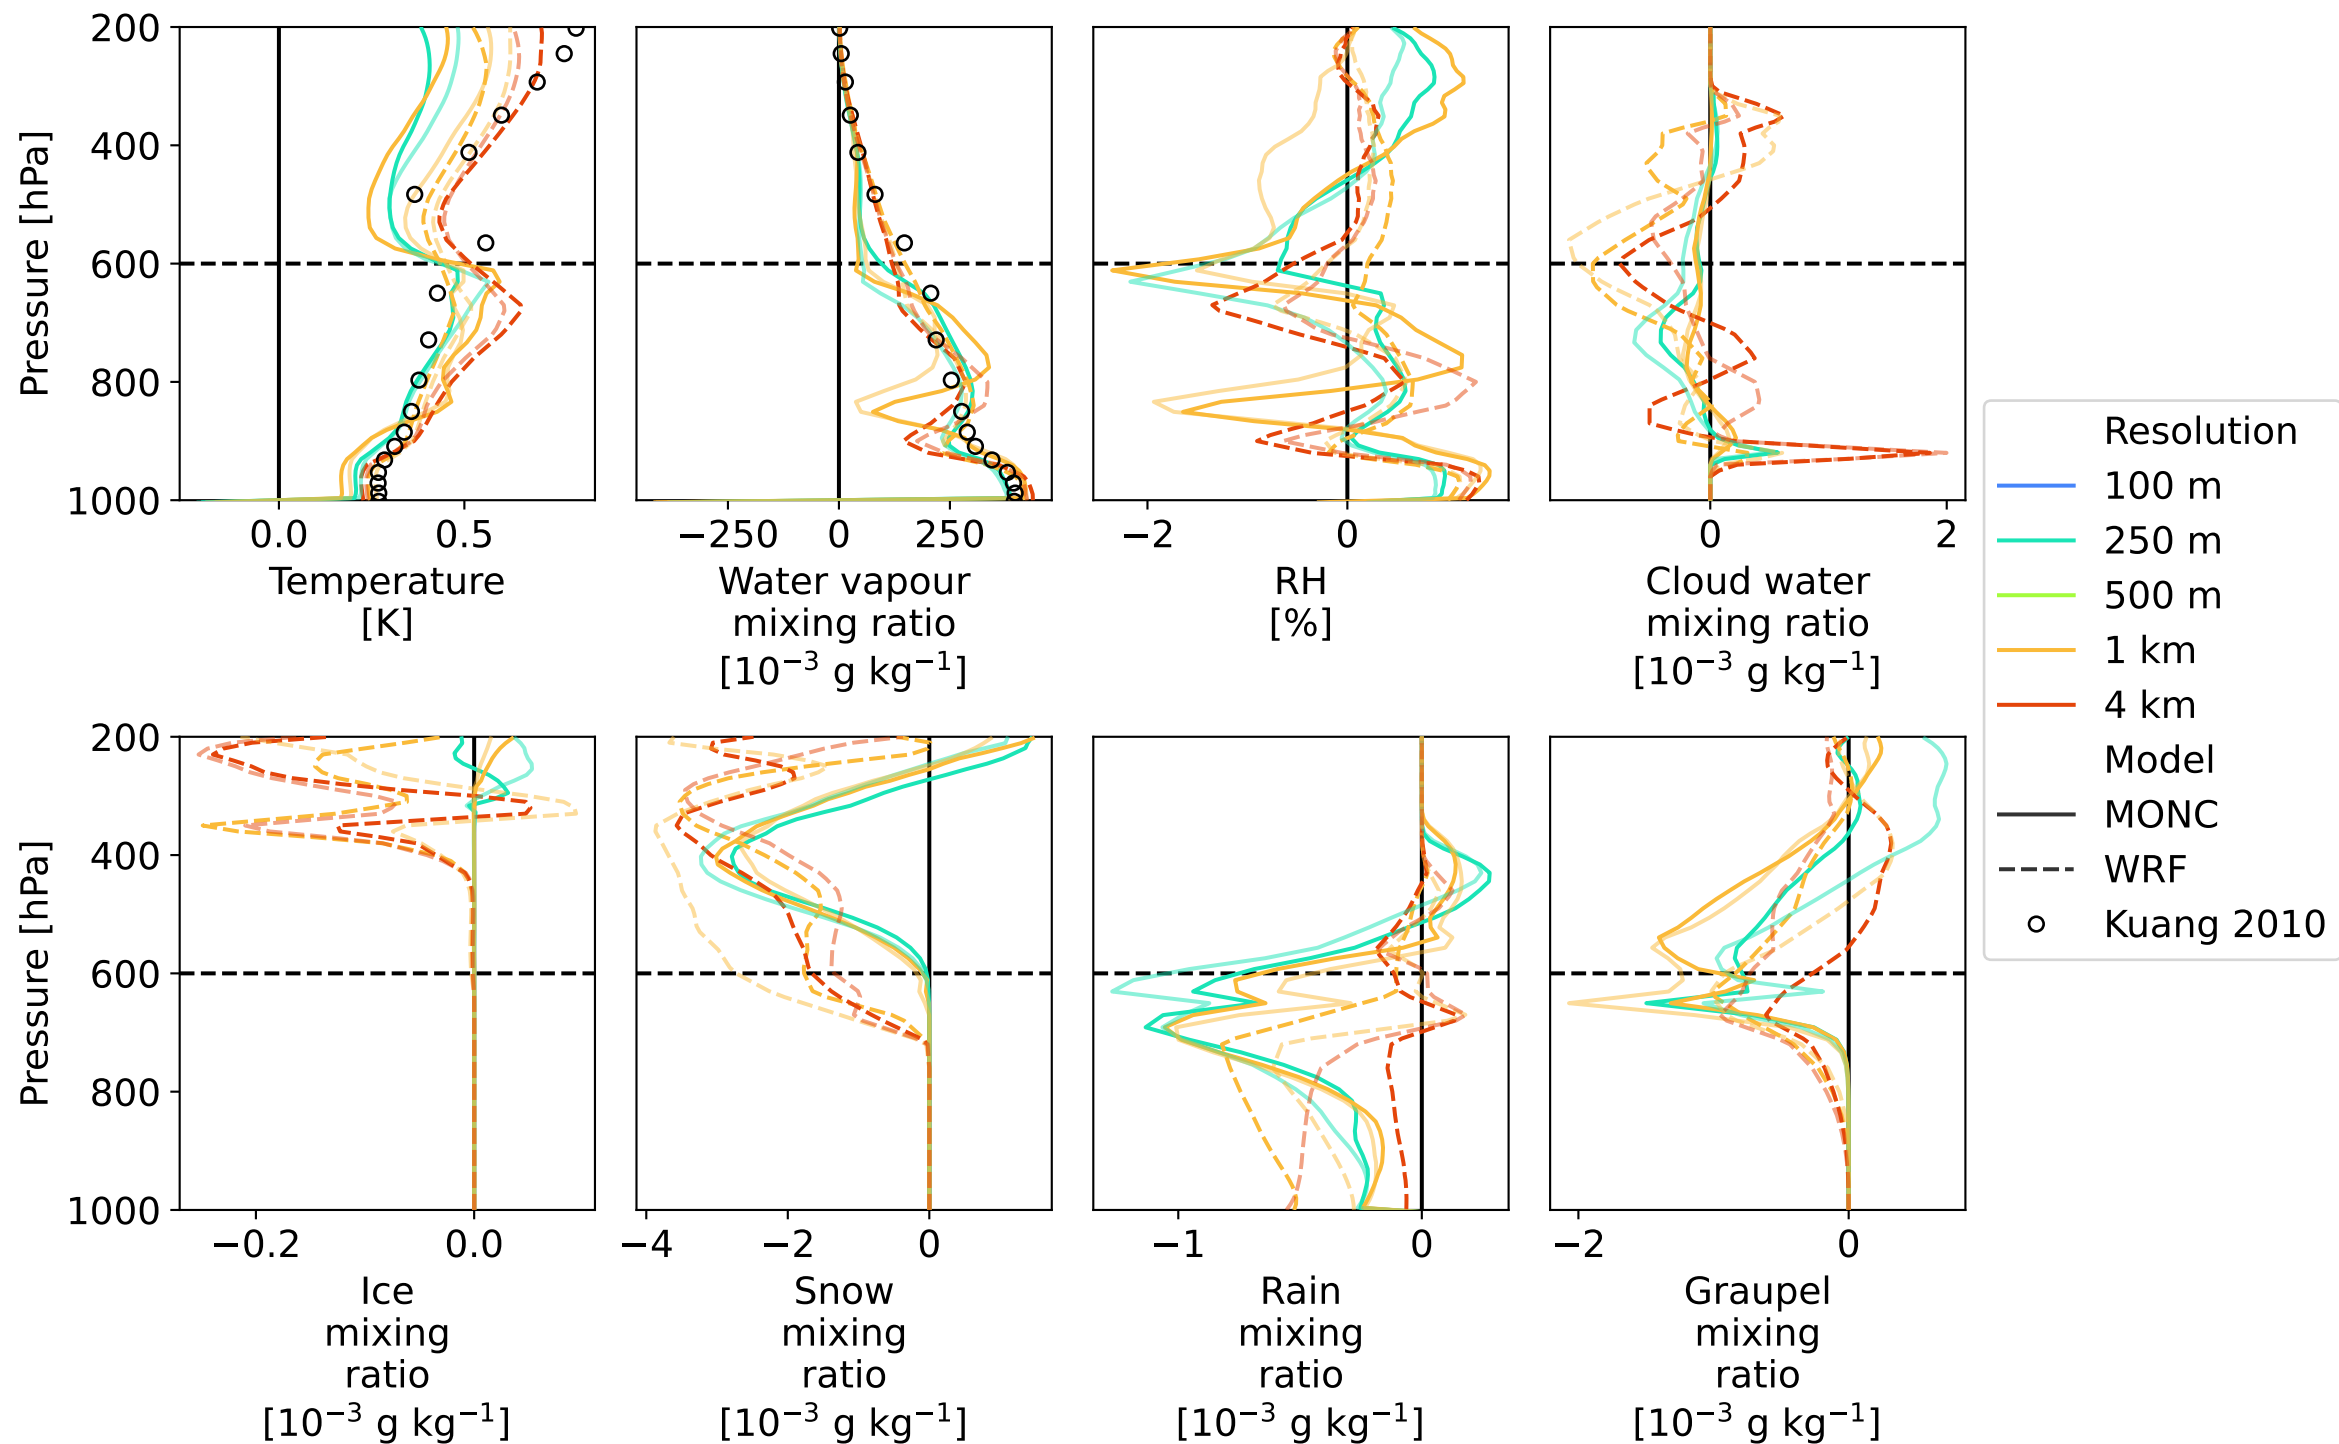 200
400
600
800
1000
Pressure [hPa]
0.0 0.5
−250 0 250
−2 0
0 2
Temperature
[K]
Water vapour
mixing ratio
[10⁻³ g kg⁻¹]
RH
[%]
Cloud water
mixing ratio
[10⁻³ g kg⁻¹]
Resolution
100 m
250 m
500 m
1 km
4 km
Model
MONC
WRF
Kuang 2010
200
400
600
800
1000
Pressure [hPa]
−0.2 0.0
−4 −2 0
−1 0
−2 0
Ice
mixing
ratio
[10⁻³ g kg⁻¹]
Snow
mixing
ratio
[10⁻³ g kg⁻¹]
Rain
mixing
ratio
[10⁻³ g kg⁻¹]
Graupel
mixing
ratio
[10⁻³ g kg⁻¹]